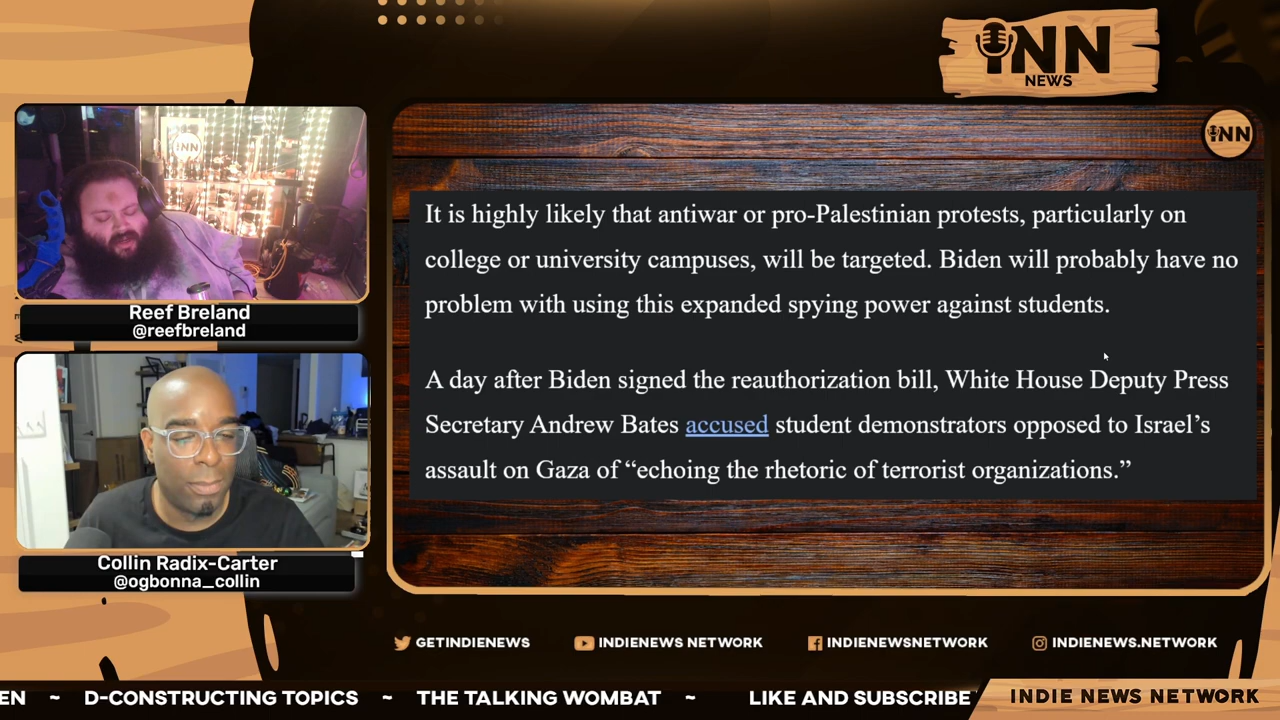 INN
NEWS
INN
INN
It is highly likely that antiwar or pro-Palestinian protests, particularly on
college or university campuses, will be targeted. Biden will probably have no
problem with using this expanded spying power against students.
A day after Biden signed the reauthorization bill, White House Deputy Press
Secretary Andrew Bates accused student demonstrators opposed to Israel’s
assault on Gaza of “echoing the rhetoric of terrorist organizations.”
Reef Breland
@reefbreland
Collin Radix-Carter
@ogbonna_collin
GETINDIENEWS
INDIENEWS NETWORK
INDIENEWSNETWORK
INDIENEWS.NETWORK
EN ~ D-CONSTRUCTING TOPICS ~ THE TALKING WOMBAT ~ LIKE AND SUBSCRIBE
INDIE NEWS NETWORK